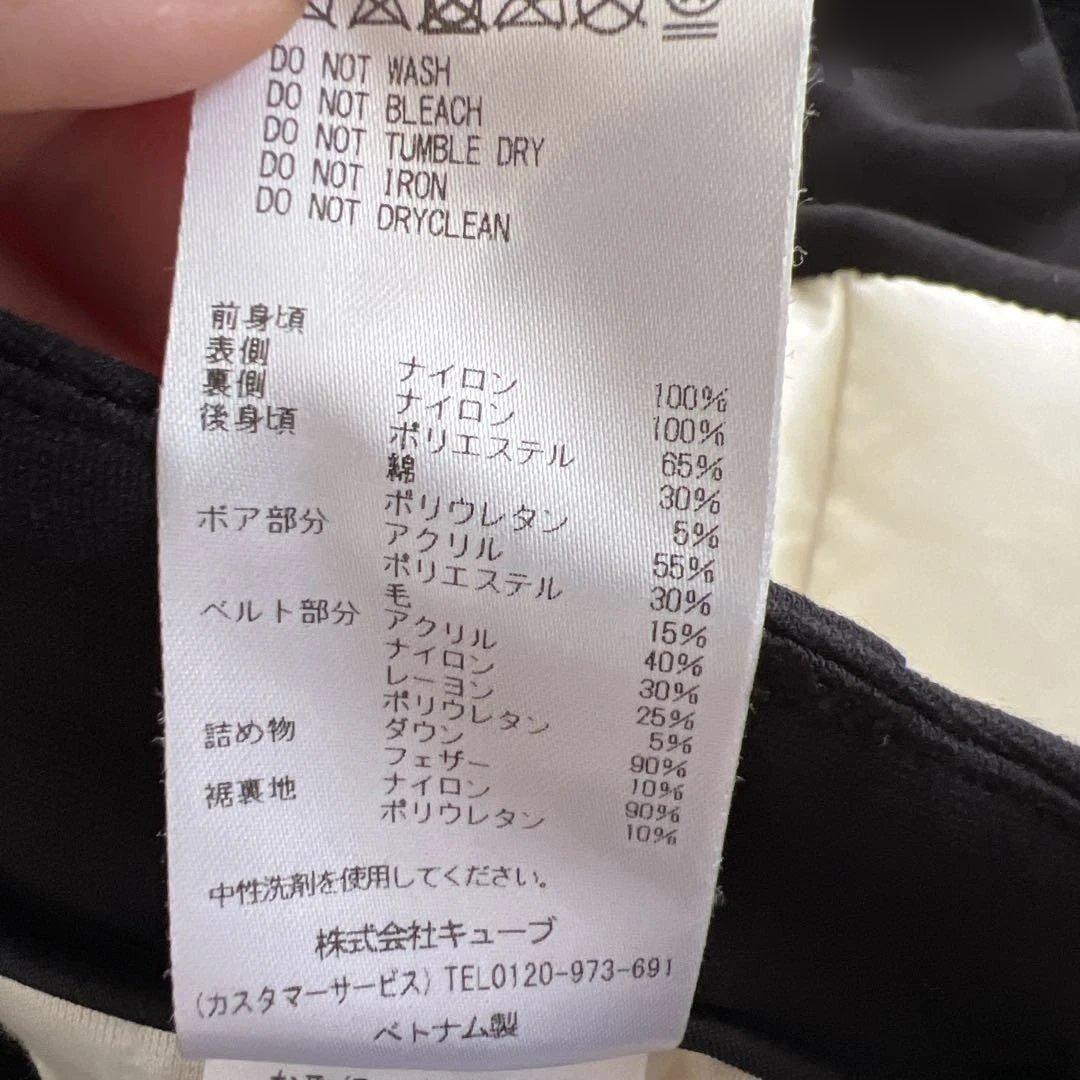 DO NOT WASH
DO NOT BLEACH
DO NOT TUMBLE DRY
DO NOT IRON
DO NOT DRYCLEAN
前身頃
表側 ナイロン 100%
裏側 ナイロン 100%
後身頃 ポリエステル 65%
綿 30%
ポリウレタン 5%
ボア部分 アクリル 55%
ポリエステル 30%
毛 15%
ベルト部分 アクリル 40%
ナイロン 30%
レーヨン 25%
ポリウレタン 5%
詰め物 ダウン 90%
フェザー 10%
裾裏地 ナイロン 90%
ポリウレタン 10%
中性洗剤を使用してください。
株式会社キューブ
(カスタマーサービス) TEL0120-973-691
ベトナム製